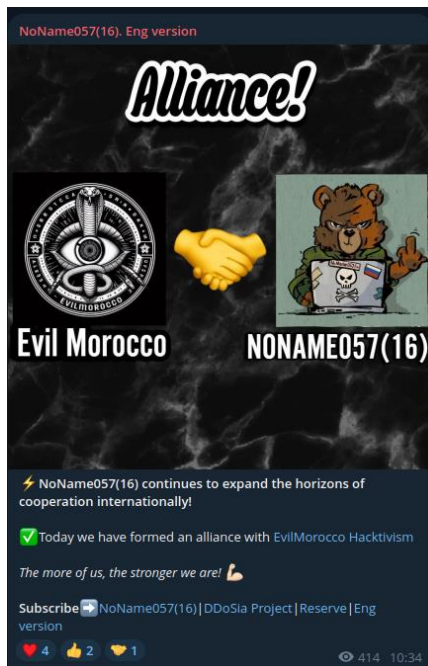 NoName057(16). Eng version
Alliance!
EVILMOROCCO
Evil Morocco
NONAME057(16)
⚡NoName057(16) continues to expand the horizons of
cooperation internationally!
✅Today we have formed an alliance with EvilMorocco Hacktivism
The more of us, the stronger we are! 💪🏻
Subscribe➡️NoName057(16)|DDoSia Project|Reserve|Eng
version
❤️ 4 👍 2 🤝 1
414 10:34